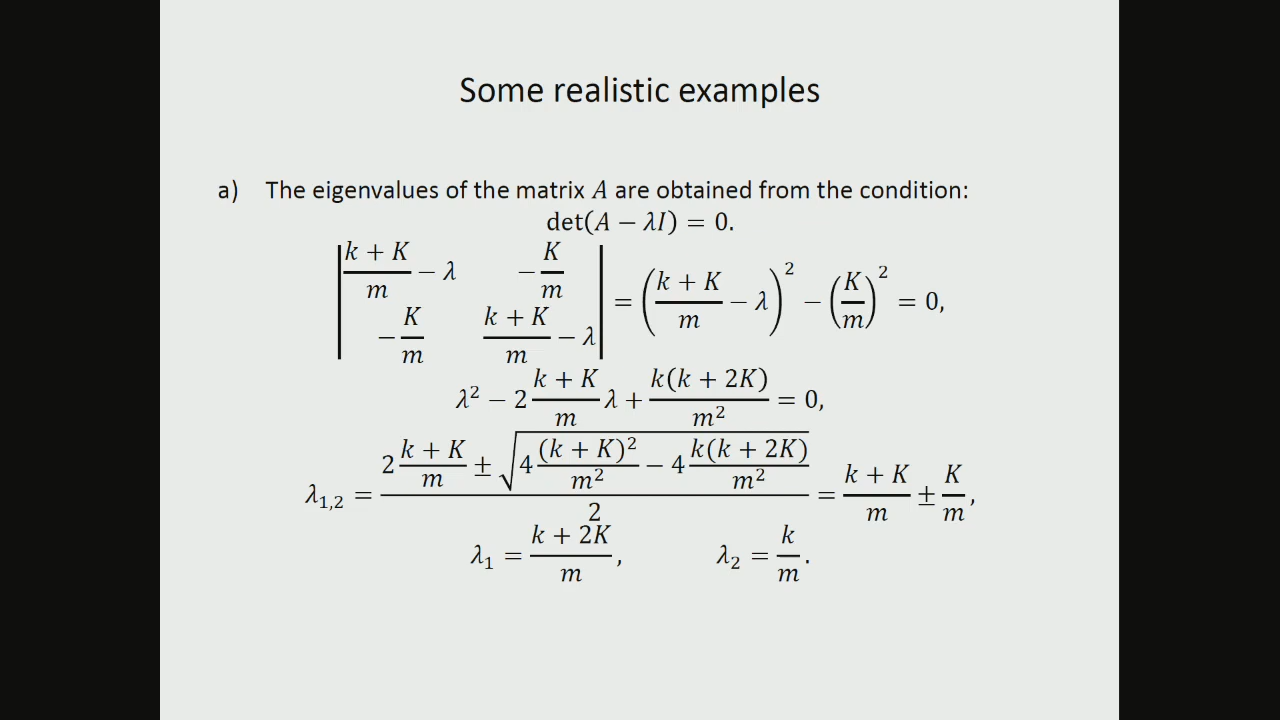 Some realistic examples
a) The eigenvalues of the matrix A are obtained from the condition:
det(A − λI) = 0.
|(k + K)/m − λ   −K/m; −K/m   (k + K)/m − λ| = ((k + K)/m − λ)² − (K/m)² = 0,
λ² − 2 (k + K)/m λ + k(k + 2K)/m² = 0,
λ₁,₂ = (2 (k + K)/m ± √(4 (k + K)²/m² − 4 k(k + 2K)/m²))/2 = (k + K)/m ± K/m,
λ₁ = (k + 2K)/m,   λ₂ = k/m.